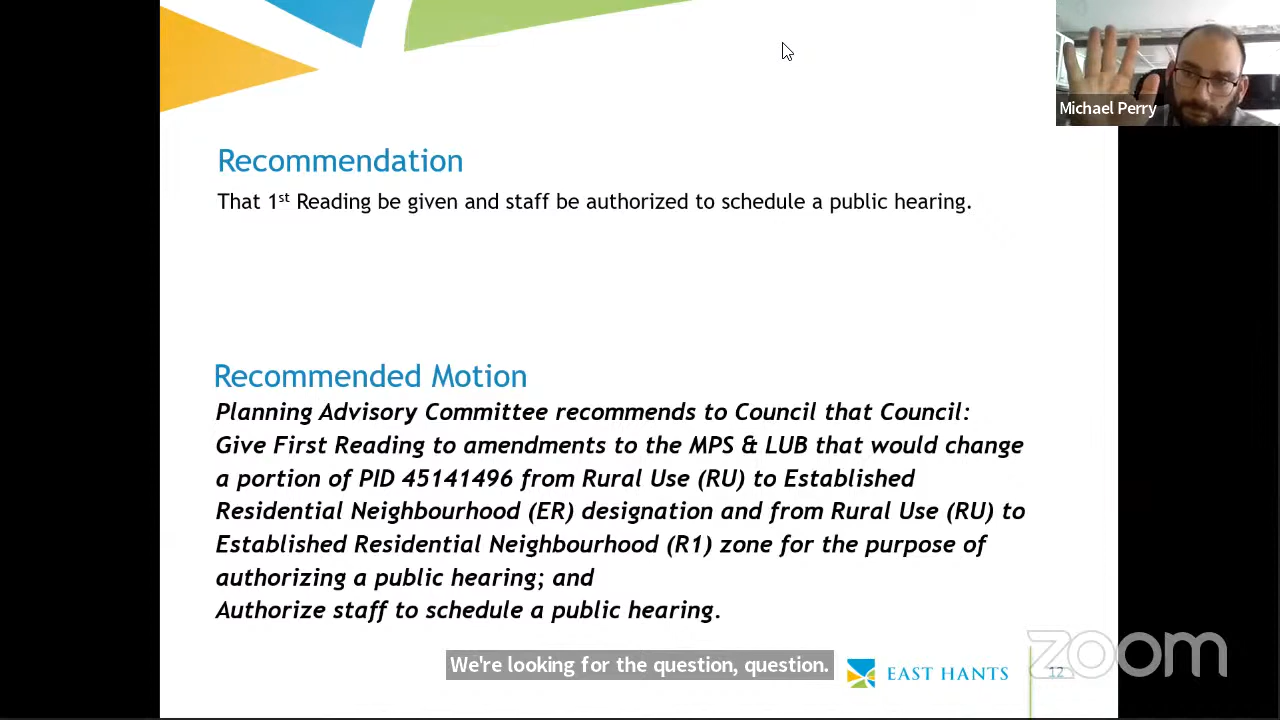 Michael Perry
Recommendation
That 1st Reading be given and staff be authorized to schedule a public hearing.
Recommended Motion
Planning Advisory Committee recommends to Council that Council:
Give First Reading to amendments to the MPS & LUB that would change
a portion of PID 45141496 from Rural Use (RU) to Established
Residential Neighbourhood (ER) designation and from Rural Use (RU) to
Established Residential Neighbourhood (R1) zone for the purpose of
authorizing a public hearing; and
Authorize staff to schedule a public hearing.
We're looking for the question, question.
EAST HANTS
12
zoom